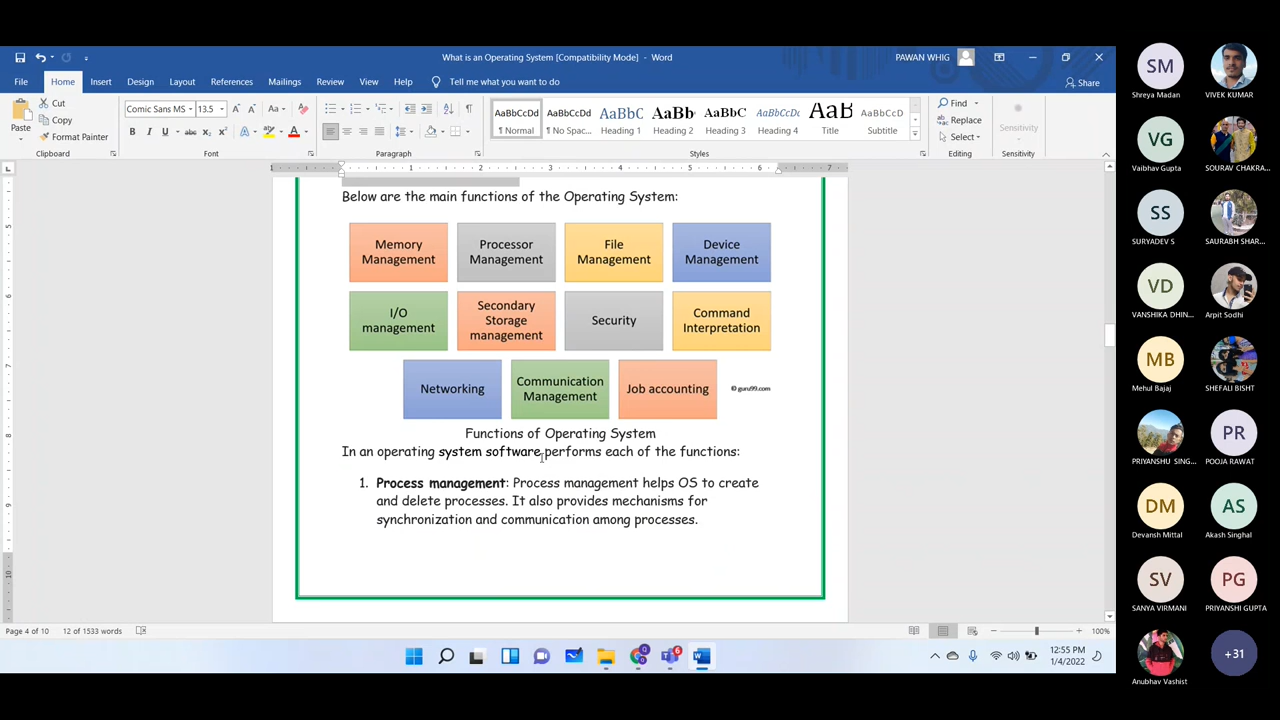 What is an Operating System [Compatibility Mode] - Word
PAWAN WHIG
File Home Insert Design Layout References Mailings Review View Help Tell me what you want to do
Share
Paste
Cut
Copy
Format Painter
Clipboard
Comic Sans MS 13.5
Font
Paragraph
AaBbCcDd AaBbCcDd AaBbC AaBb AaBbC AaBbCcDc AaB AaBbCcD
¶ Normal ¶ No Spac... Heading 1 Heading 2 Heading 3 Heading 4 Title Subtitle
Styles
Find
Replace
Select
Editing
Sensitivity
Sensitivity
Below are the main functions of the Operating System:
Memory Management
Processor Management
File Management
Device Management
I/O management
Secondary Storage management
Security
Command Interpretation
Networking
Communication Management
Job accounting
© guru99.com
Functions of Operating System
In an operating system software performs each of the functions:
1. Process management: Process management helps OS to create
and delete processes. It also provides mechanisms for
synchronization and communication among processes.
Page 4 of 10 12 of 1533 words
100%
12:55 PM
1/4/2022
SM
Shreya Madan
VIVEK KUMAR
VG
Vaibhav Gupta
SOURAV CHAKRA...
SS
SURYADEV S
SAURABH SHAR...
VD
VANSHIKA DHIN...
Arpit Sodhi
MB
Mehul Bajaj
SHEFALI BISHT
PRIYANSHU SING...
PR
POOJA RAWAT
DM
Devansh Mittal
AS
Akash Singhal
SV
SANYA VIRMANI
PG
PRIYANSHI GUPTA
Anubhav Vashist
+31